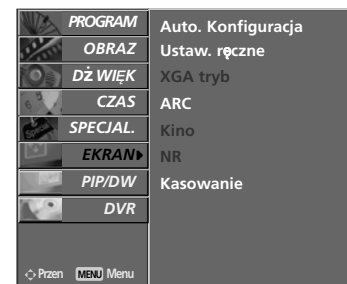 PROGRAM
OBRAZ
DŹWIĘK
CZAS
SPECJAL.
EKRAN
PIP/DW
DVR
Przen MENU Menu
Auto. Konfiguracja
Ustaw. ręczne
XGA tryb
ARC
Kino
NR
Kasowanie